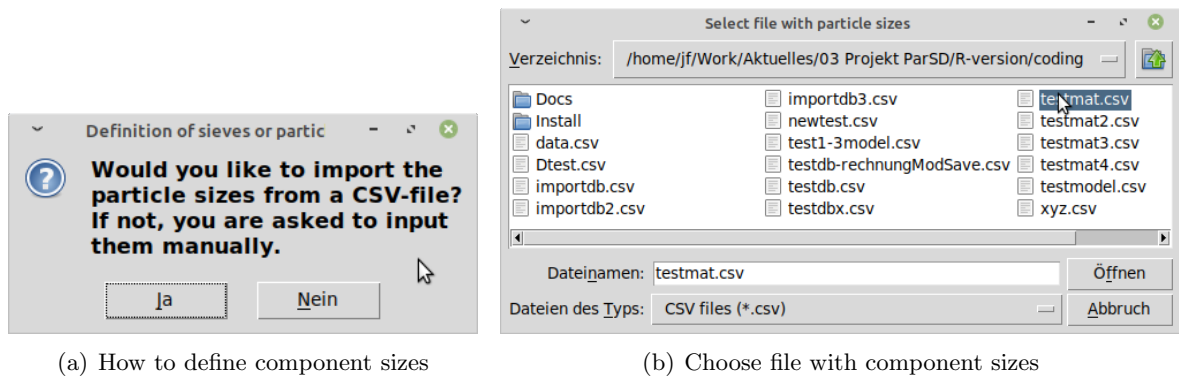 Definition of sieves or partic
Would you like to import the
particle sizes from a CSV-file?
If not, you are asked to input
them manually.
Ja
Nein
(a) How to define component sizes
Select file with particle sizes
Verzeichnis: /home/jf/Work/Aktuelles/03 Projekt ParSD/R-version/coding
Docs
Install
data.csv
Dtest.csv
importdb.csv
importdb2.csv
importdb3.csv
newtest.csv
test1-3model.csv
testdb-rechnungModSave.csv
testdb.csv
testdbx.csv
testmat.csv
testmat2.csv
testmat3.csv
testmat4.csv
testmodel.csv
xyz.csv
Dateinamen: testmat.csv
Öffnen
Dateien des Typs: CSV files (*.csv)
Abbruch
(b) Choose file with component sizes